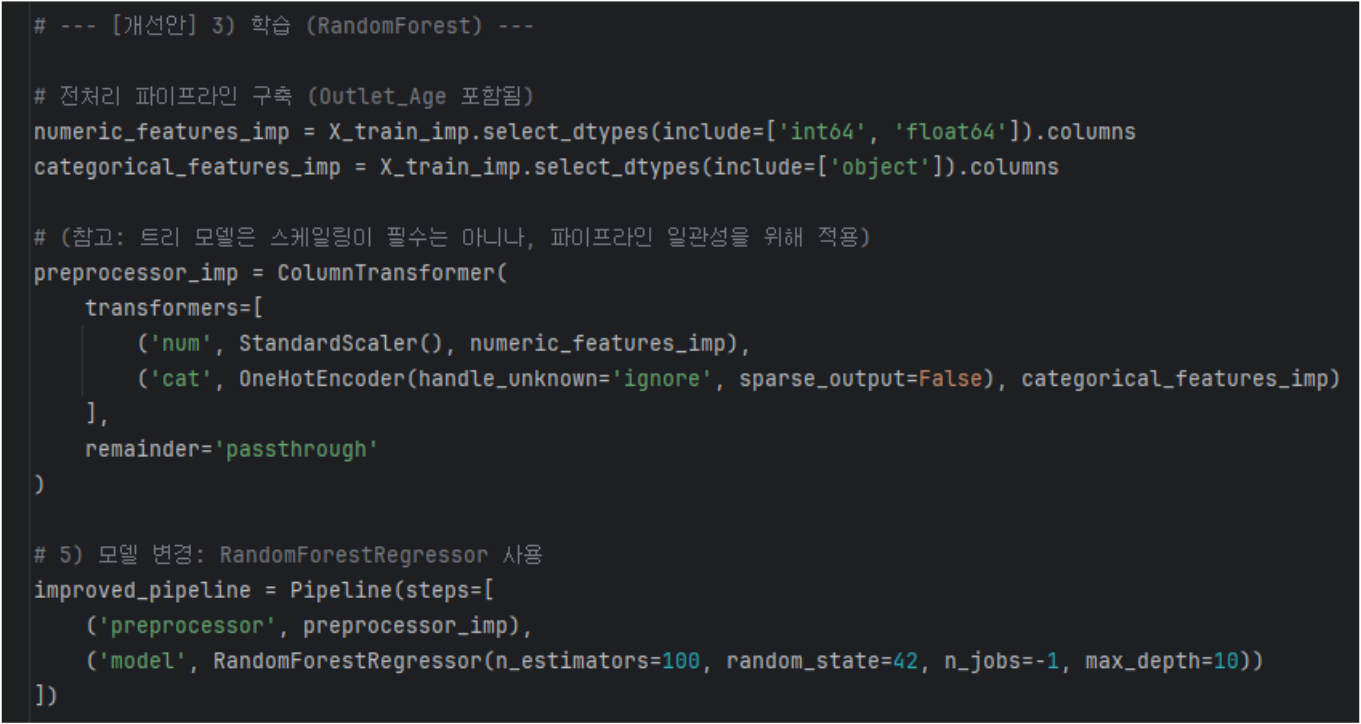 # --- [개선안] 3) 학습 (RandomForest) ---
# 전처리 파이프라인 구축 (Outlet_Age 포함됨)
numeric_features_imp = X_train_imp.select_dtypes(include=['int64', 'float64']).columns
categorical_features_imp = X_train_imp.select_dtypes(include=['object']).columns
# (참고: 트리 모델은 스케일링이 필수는 아니나, 파이프라인 일관성을 위해 적용)
preprocessor_imp = ColumnTransformer(
    transformers=[
        ('num', StandardScaler(), numeric_features_imp),
        ('cat', OneHotEncoder(handle_unknown='ignore', sparse_output=False), categorical_features_imp)
    ],
    remainder='passthrough'
)
# 5) 모델 변경: RandomForestRegressor 사용
improved_pipeline = Pipeline(steps=[
    ('preprocessor', preprocessor_imp),
    ('model', RandomForestRegressor(n_estimators=100, random_state=42, n_jobs=-1, max_depth=10))
])